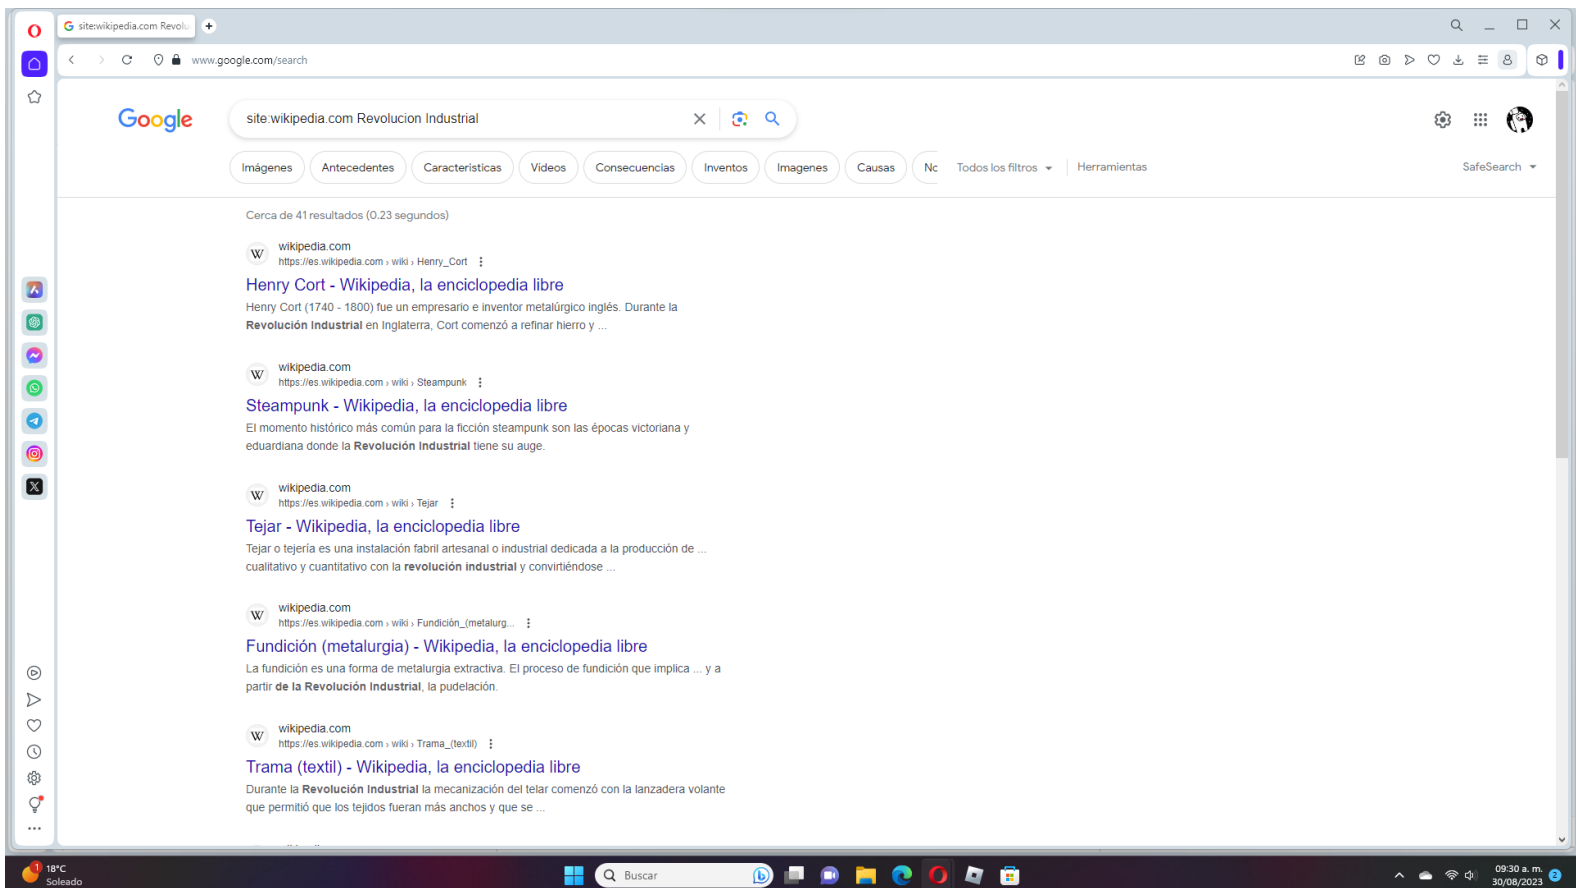 site:wikipedia.com Revolu
www.google.com/search
Google
site:wikipedia.com Revolucion Industrial
Imágenes
Antecedentes
Caracteristicas
Vídeos
Consecuencias
Inventos
Imagenes
Causas
No
Todos los filtros
Herramientas
SafeSearch
Cerca de 41 resultados (0.23 segundos)
wikipedia.com
https://es.wikipedia.com › wiki › Henry_Cort
Henry Cort - Wikipedia, la enciclopedia libre
Henry Cort (1740 - 1800) fue un empresario e inventor metalúrgico inglés. Durante la
Revolución Industrial en Inglaterra, Cort comenzó a refinar hierro y ...
wikipedia.com
https://es.wikipedia.com › wiki › Steampunk
Steampunk - Wikipedia, la enciclopedia libre
El momento histórico más común para la ficción steampunk son las épocas victoriana y
eduardiana donde la Revolución Industrial tiene su auge.
wikipedia.com
https://es.wikipedia.com › wiki › Tejar
Tejar - Wikipedia, la enciclopedia libre
Tejar o tejería es una instalación fabril artesanal o industrial dedicada a la producción de ...
cualitativo y cuantitativo con la revolución industrial y convirtiéndose ...
wikipedia.com
https://es.wikipedia.com › wiki › Fundición_(metalurg...
Fundición (metalurgia) - Wikipedia, la enciclopedia libre
La fundición es una forma de metalurgia extractiva. El proceso de fundición que implica ... y a
partir de la Revolución Industrial, la pudelación.
wikipedia.com
https://es.wikipedia.com › wiki › Trama_(textil)
Trama (textil) - Wikipedia, la enciclopedia libre
Durante la Revolución Industrial la mecanización del telar comenzó con la lanzadera volante
que permitió que los tejidos fueran más anchos y que se ...
1
18°C
Soleado
Buscar
09:30 a. m.
30/08/2023
2